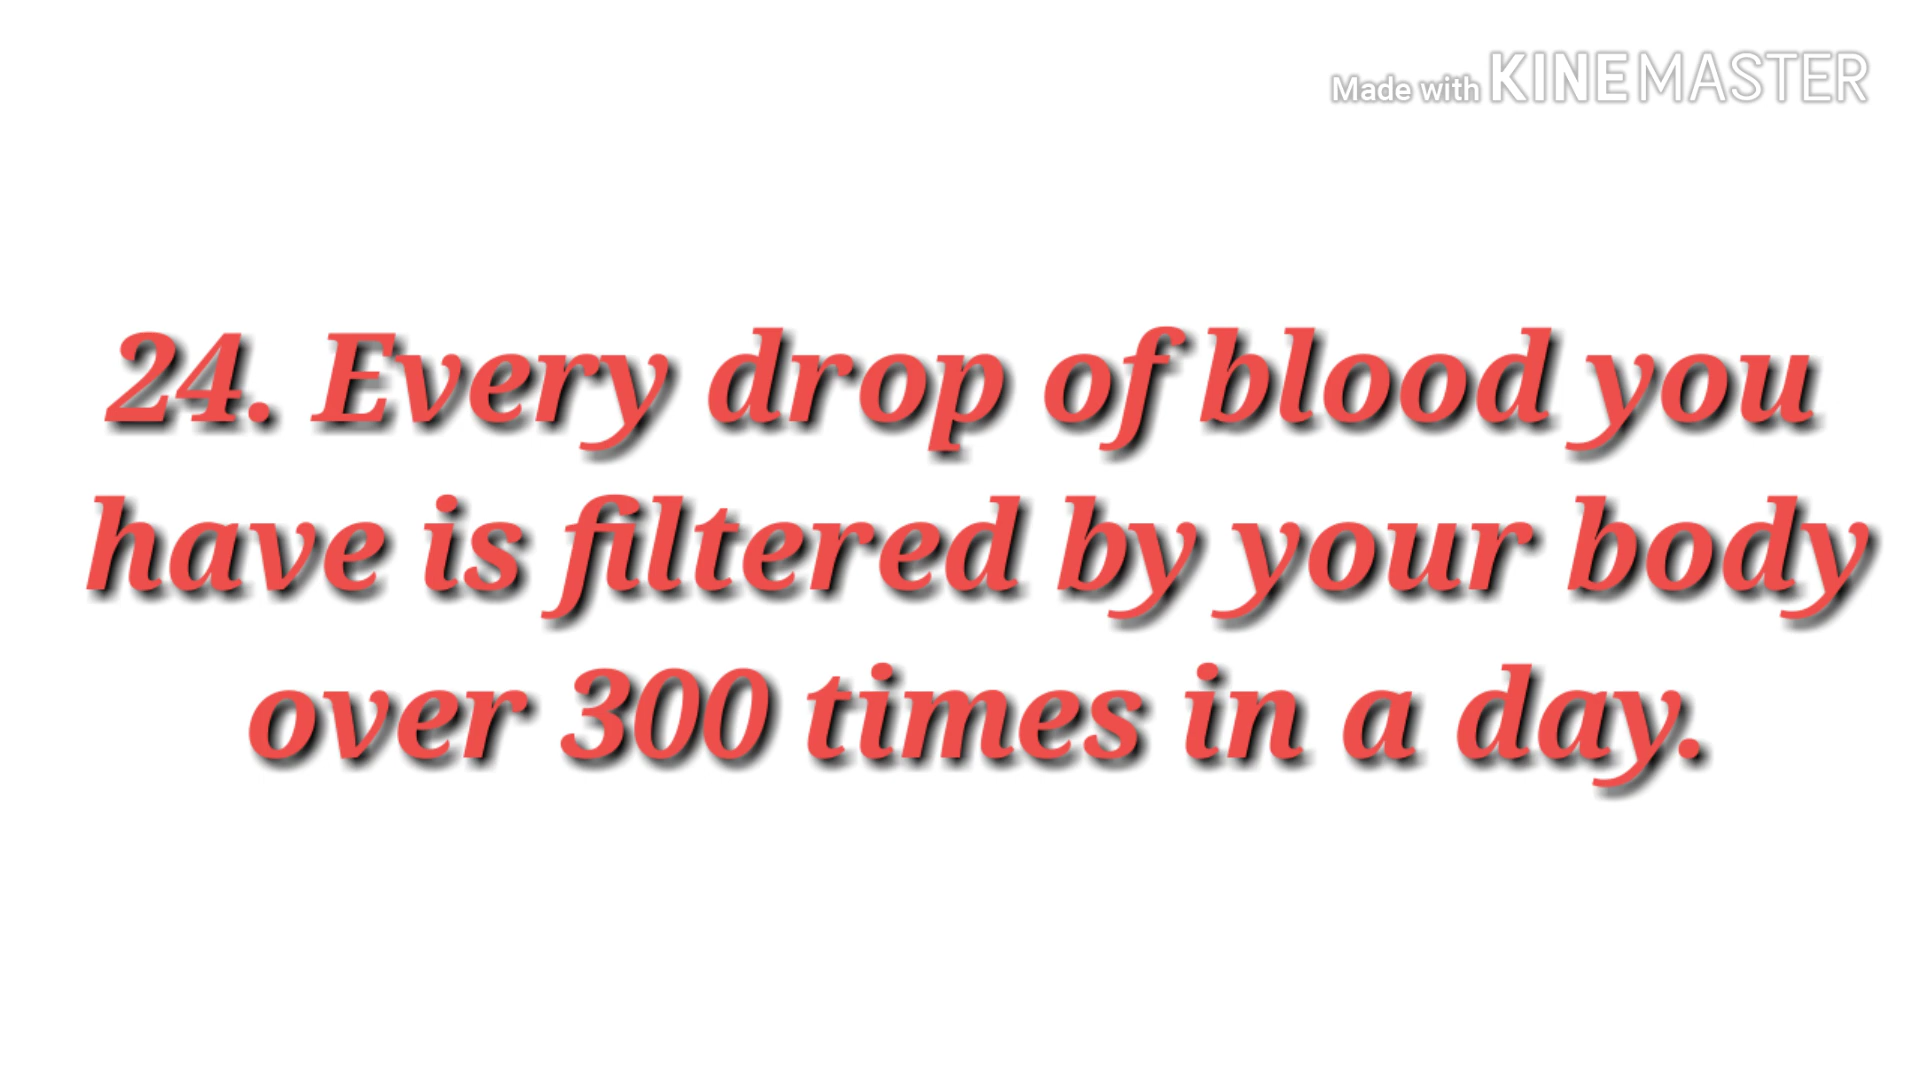 Made with KINEMASTER
24. Every drop of blood you
have is filtered by your body
over 300 times in a day.